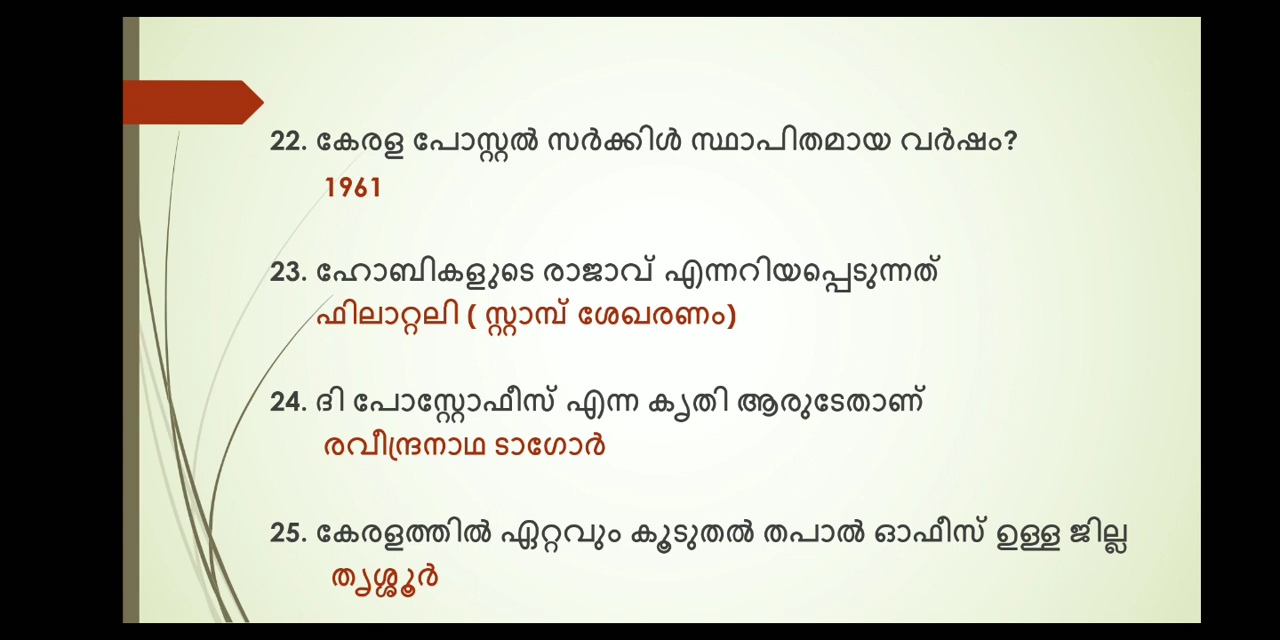 22. കേരള പോസ്റ്റൽ സർക്കിൾ സ്ഥാപിതമായ വർഷം?
1961
23. ഹോബികളുടെ രാജാവ് എന്നറിയപ്പെടുന്നത്
ഫിലാറ്റലി ( സ്റ്റാമ്പ് ശേഖരണം)
24. ദി പോസ്റ്റോഫീസ് എന്ന കൃതി ആരുടേതാണ്
രവീന്ദ്രനാഥ ടാഗോർ
25. കേരളത്തിൽ ഏറ്റവും കൂടുതൽ തപാൽ ഓഫീസ് ഉള്ള ജില്ല
തൃശ്ശൂർ